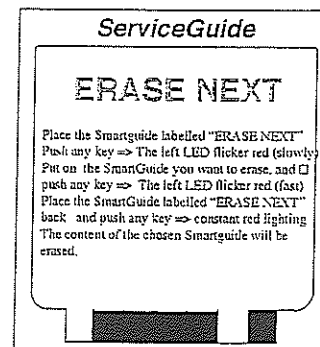 ServiceGuide
ERASE NEXT
Place the Smartguide labelled "ERASE NEXT"
Push any key => The left LED flicker red (slowly)
Put on the SmartGuide you want to erase, and □
push any key => The left LED flicker red (fast)
Place the SmartGuide labelled "ERASE NEXT"
back and push any key => constant red lighting
The content of the chosen Smartguide will be
erased.